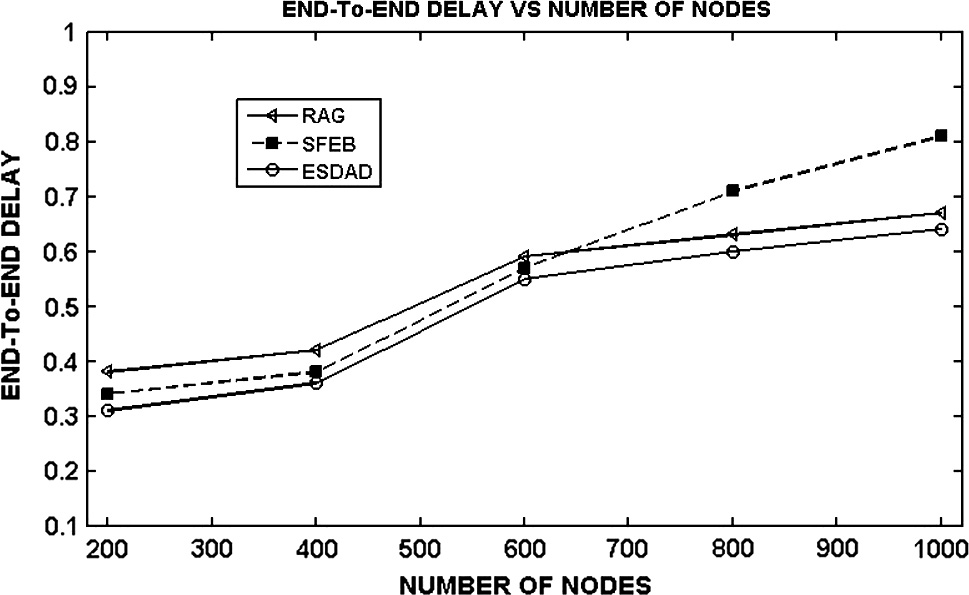 END-To-END DELAY VS NUMBER OF NODES
1
0.9
0.8
0.7
0.6
0.5
0.4
0.3
0.2
0.1
END-To-END DELAY
RAG
SFEB
ESDAD
200 300 400 500 600 700 800 900 1000
NUMBER OF NODES